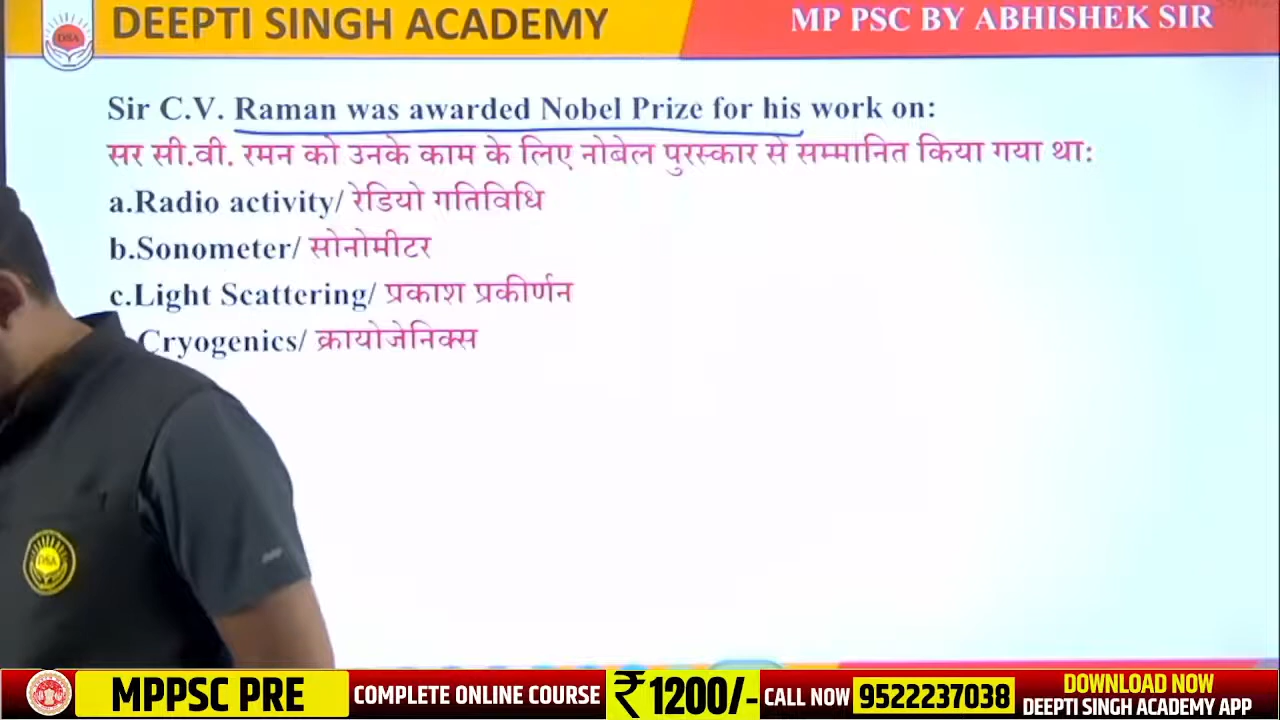 DEEPTI SINGH ACADEMY
MP PSC BY ABHISHEK SIR
DSA
Sir C.V. Raman was awarded Nobel Prize for his work on:
सर सी.वी. रमन को उनके काम के लिए नोबेल पुरस्कार से सम्मानित किया गया था:
a.Radio activity/ रेडियो गतिविधि
b.Sonometer/ सोनोमीटर
c.Light Scattering/ प्रकाश प्रकीर्णन
Cryogenics/ क्रायोजेनिक्स
DSA
MPPSC PRE COMPLETE ONLINE COURSE ₹1200/- CALL NOW 9522237038 DOWNLOAD NOW
DEEPTI SINGH ACADEMY APP